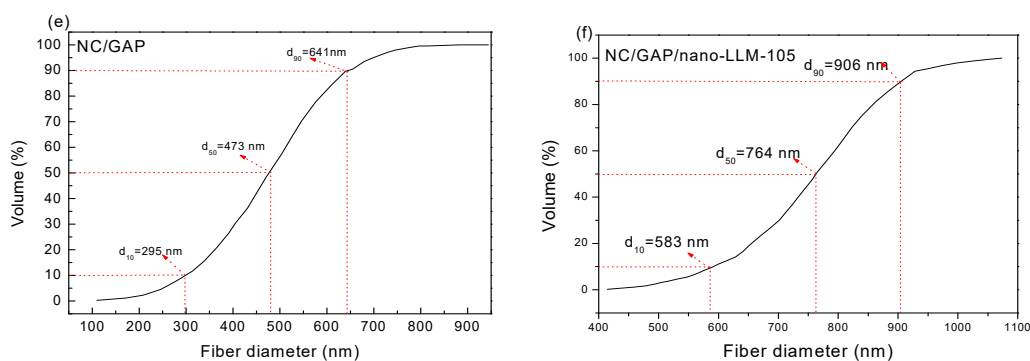 (e)
NC/GAP
d90=641nm
d50=473 nm
d10=295 nm
100
90
80
70
60
50
40
30
20
10
0
Volume (%)
100 200 300 400 500 600 700 800 900
Fiber diameter (nm)
(f)
NC/GAP/nano-LLM-105
d90=906 nm
d50=764 nm
d10=583 nm
100
80
60
40
20
0
Volume (%)
400 500 600 700 800 900 1000 1100
Fiber diameter (nm)